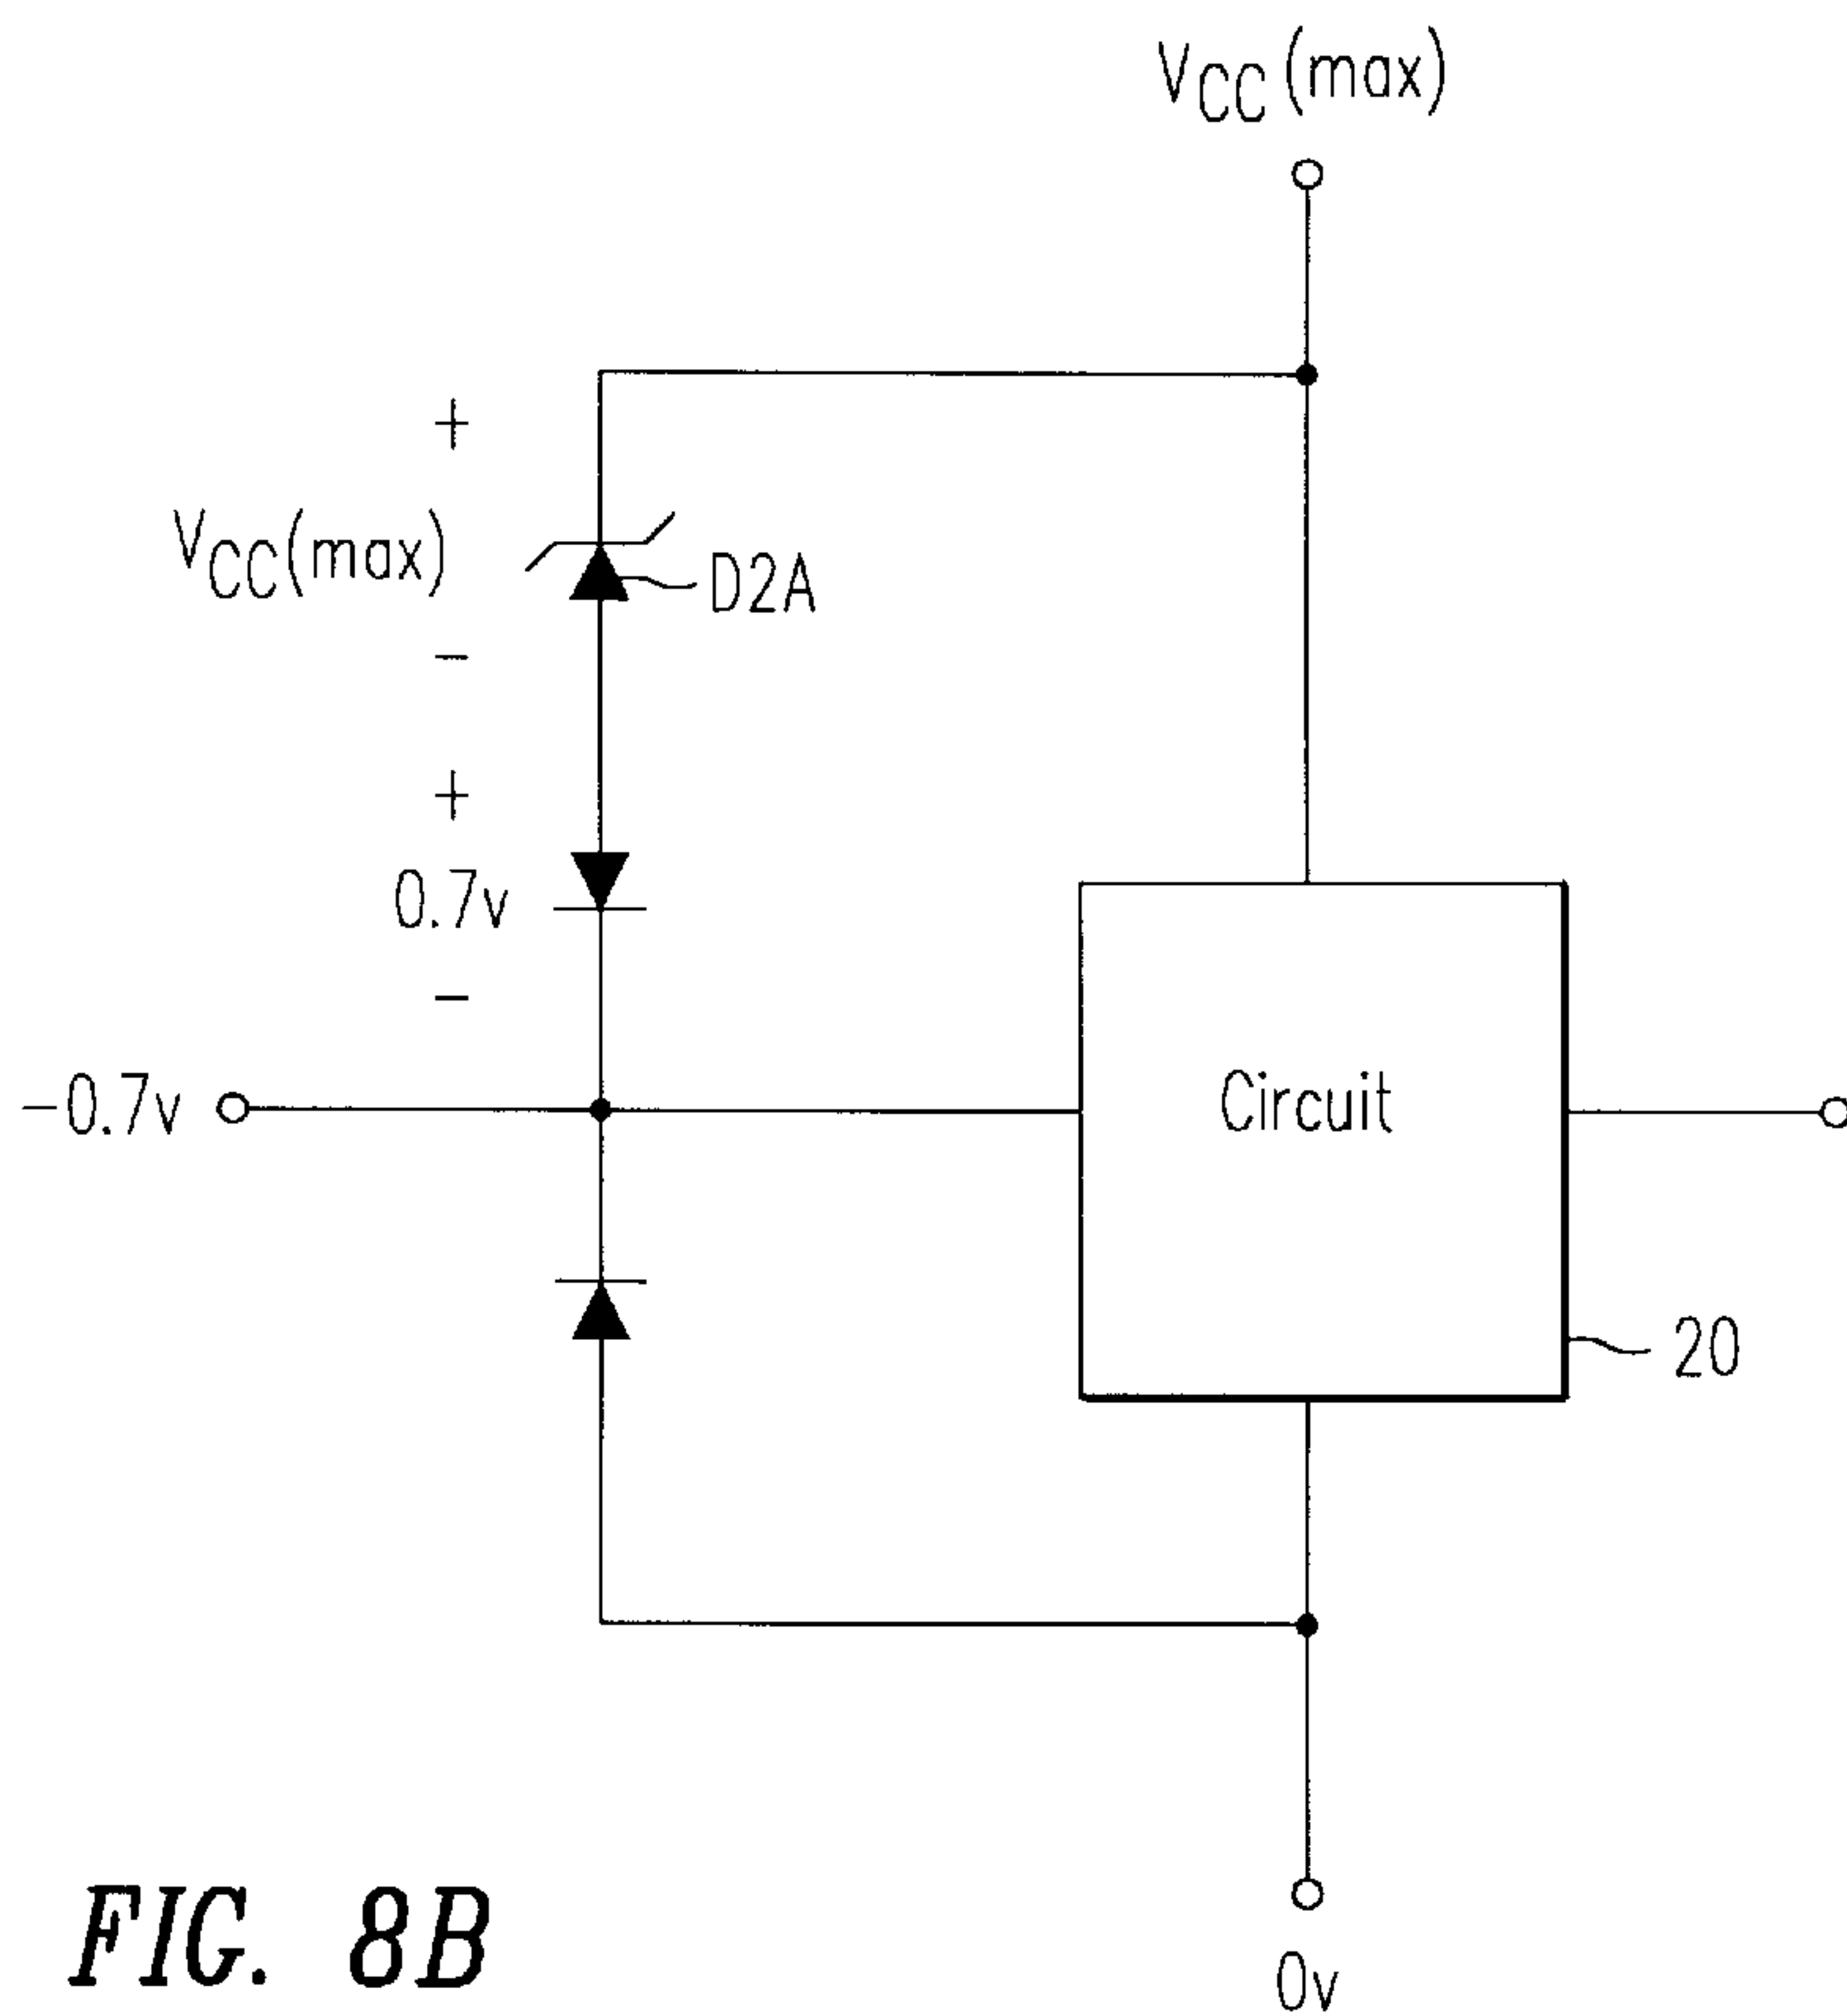 VCC(max)
+
VCC(max)
D2A
−
+
0.7v
−
−0.7v
Circuit
20
FIG. 8B
0v